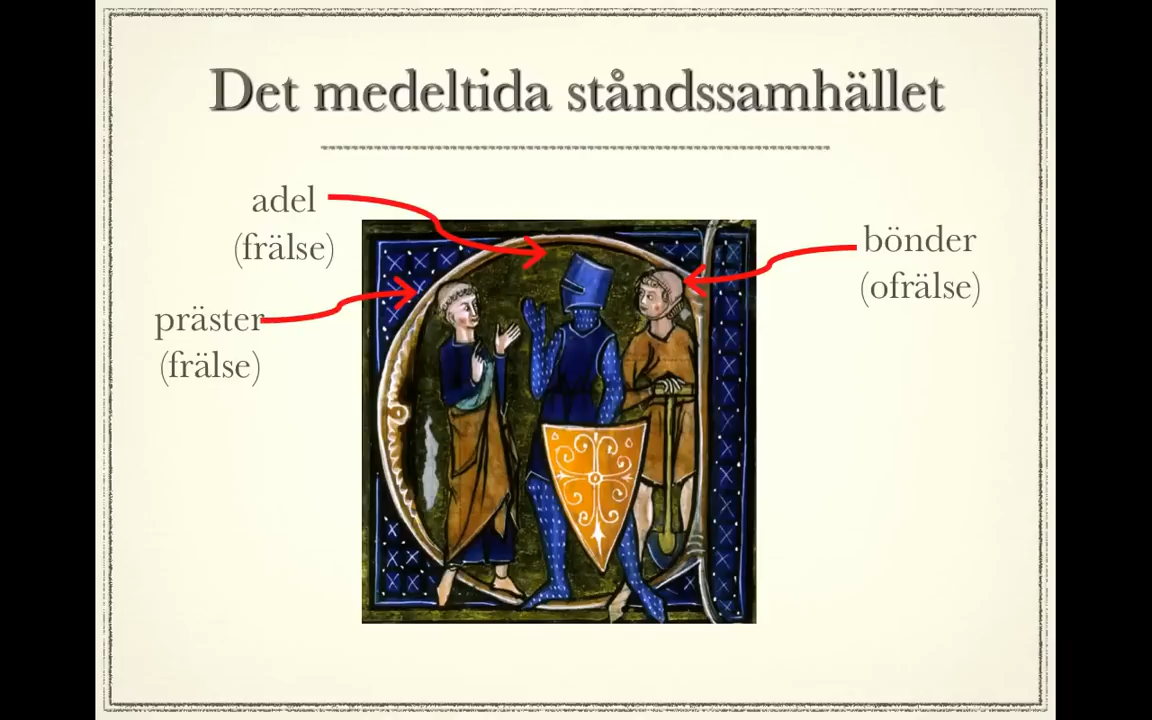 Det medeltida ståndssamhället
adel
(frälse)
präster
(frälse)
bönder
(ofrälse)